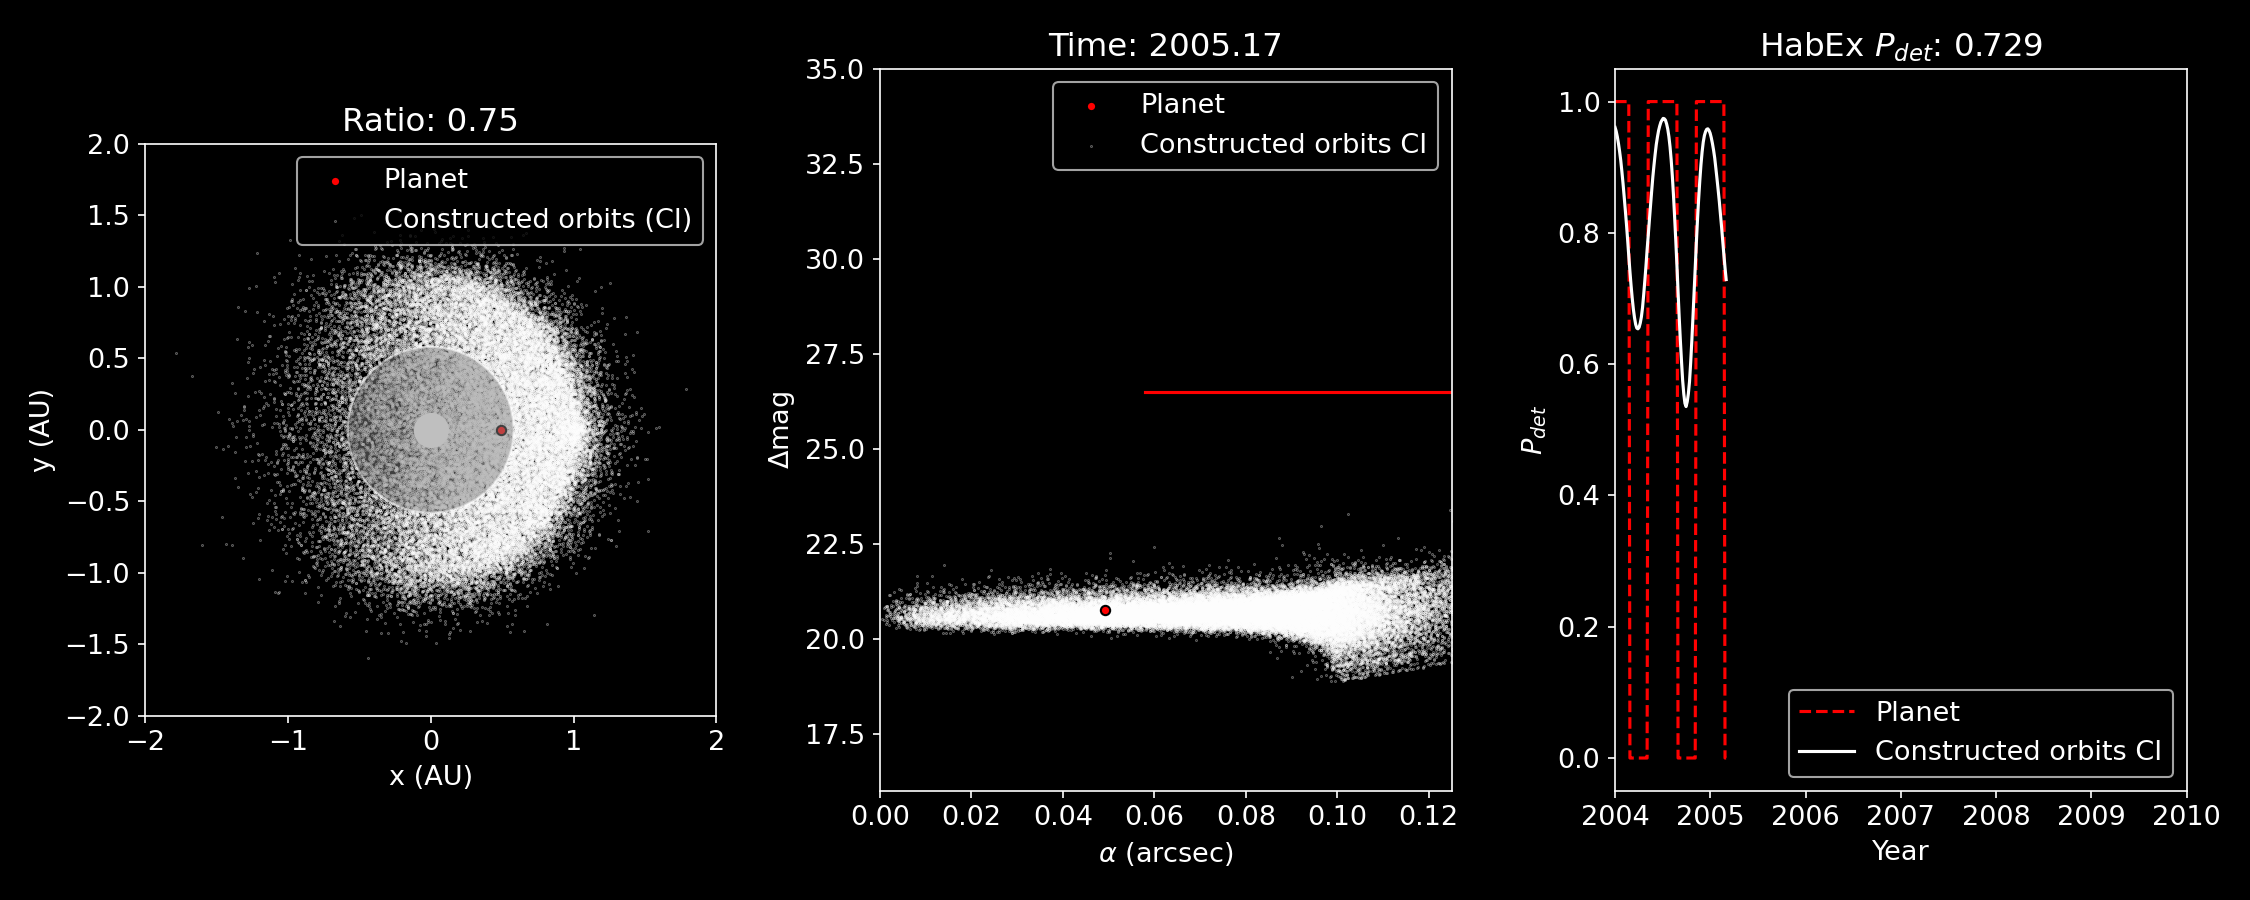 Ratio: 0.75
Planet
Constructed orbits (CI)
2.0
1.5
1.0
0.5
0.0
−0.5
−1.0
−1.5
−2.0
−2
−1
0
1
2
x (AU)
y (AU)
Time: 2005.17
Planet
Constructed orbits CI
35.0
32.5
30.0
27.5
25.0
22.5
20.0
17.5
0.00
0.02
0.04
0.06
0.08
0.10
0.12
α (arcsec)
Δmag
HabEx P_det: 0.729
1.0
0.8
0.6
0.4
0.2
0.0
Planet
Constructed orbits CI
2004
2005
2006
2007
2008
2009
2010
Year
P_det